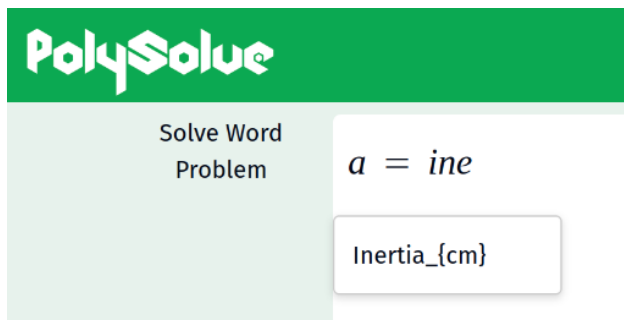 PolySolve
Solve Word
Problem
a = ine
Inertia_{cm}